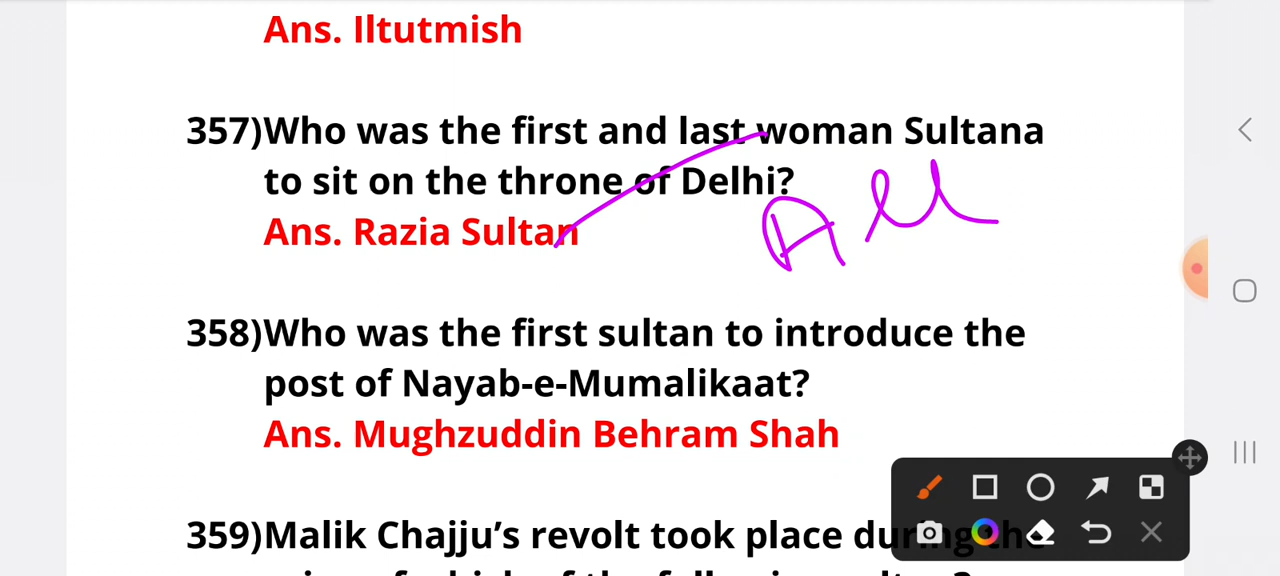 Ans. Iltutmish
357)Who was the first and last woman Sultana
to sit on the throne of Delhi?
Ans. Razia Sultan
358)Who was the first sultan to introduce the
post of Nayab-e-Mumalikaat?
Ans. Mughzuddin Behram Shah
359)Malik Chajju's revolt took place during the